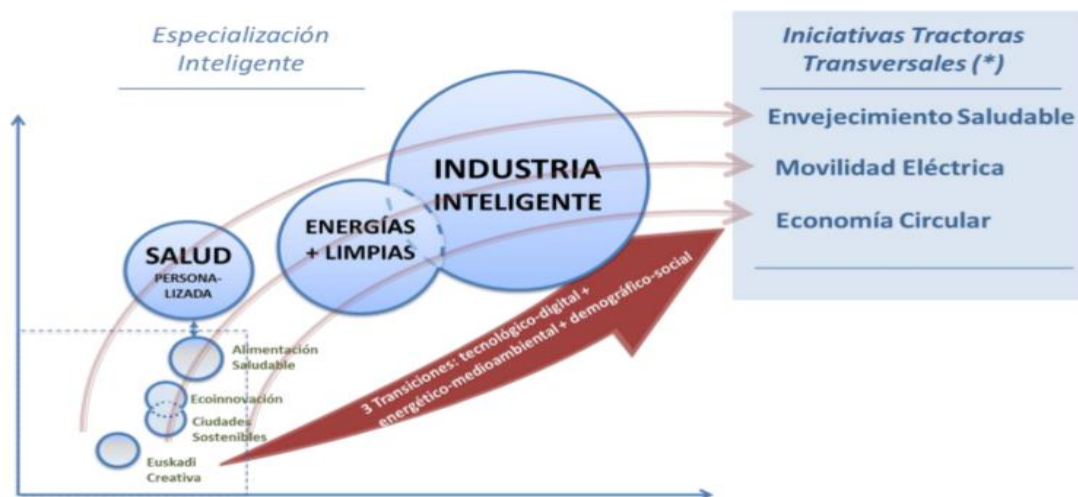 Especialización
Inteligente
Iniciativas Tractoras
Transversales (*)
Envejecimiento Saludable
Movilidad Eléctrica
Economía Circular
INDUSTRIA
INTELIGENTE
ENERGÍAS
+ LIMPIAS
SALUD
PERSONA-
LIZADA
Alimentación
Saludable
Ecoinnovación
Ciudades
Sostenibles
Euskadi
Creativa
3 Transiciones: tecnológico-digital +
energético-medioambiental + demográfico-social